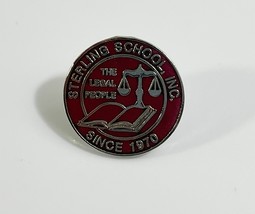 STERLING SCHOOL, INC.
THE
LEGAL
PEOPLE
SINCE 1970